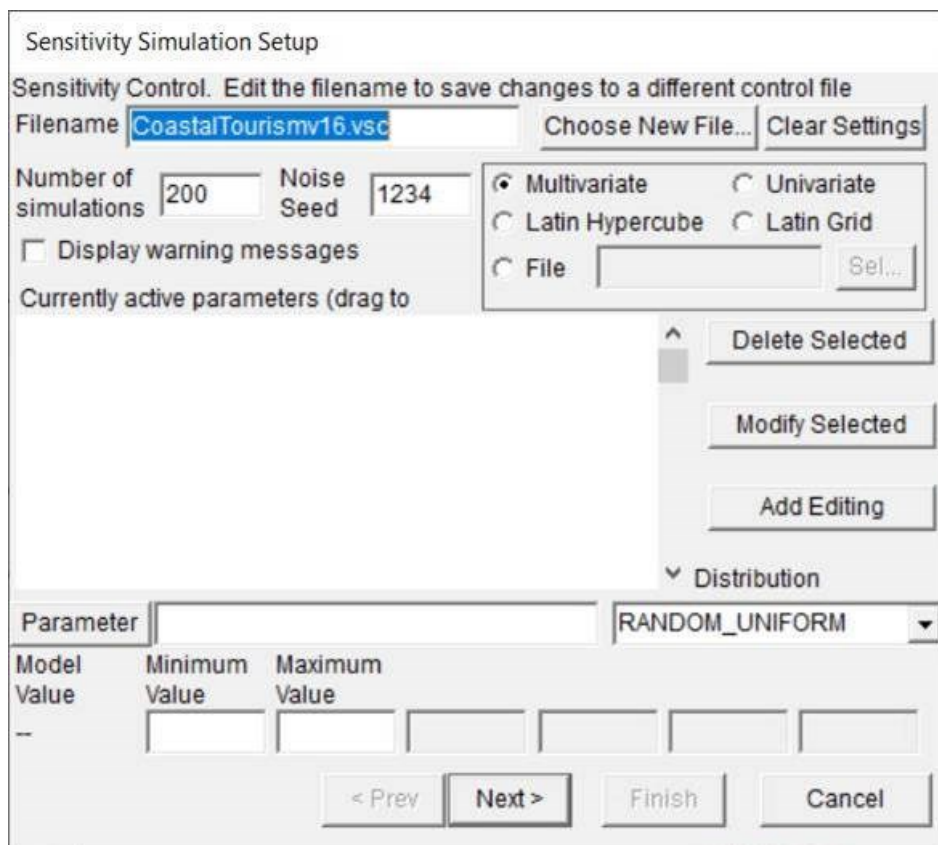 Sensitivity Simulation Setup
Sensitivity Control. Edit the filename to save changes to a different control file
Filename CoastalTourismv16.vsc Choose New File... Clear Settings
Number of simulations 200 Noise Seed 1234
Multivariate Univariate
Latin Hypercube Latin Grid
Display warning messages
File Sel...
Currently active parameters (drag to
Delete Selected
Modify Selected
Add Editing
Distribution
Parameter RANDOM_UNIFORM
Model Value Minimum Value Maximum Value
--
< Prev Next > Finish Cancel